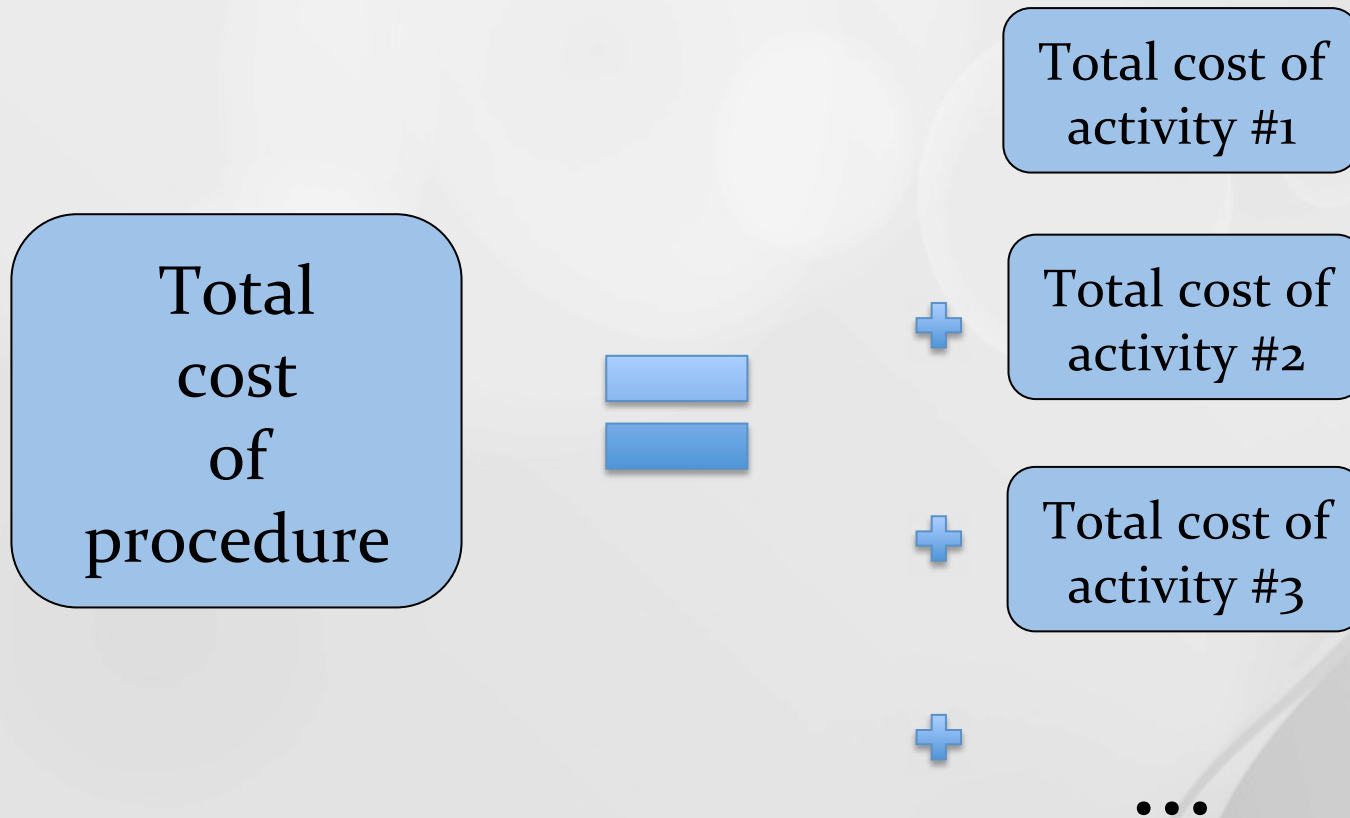 Total cost of
activity #1
Total
cost
of
procedure
Total cost of
activity #2
Total cost of
activity #3
...